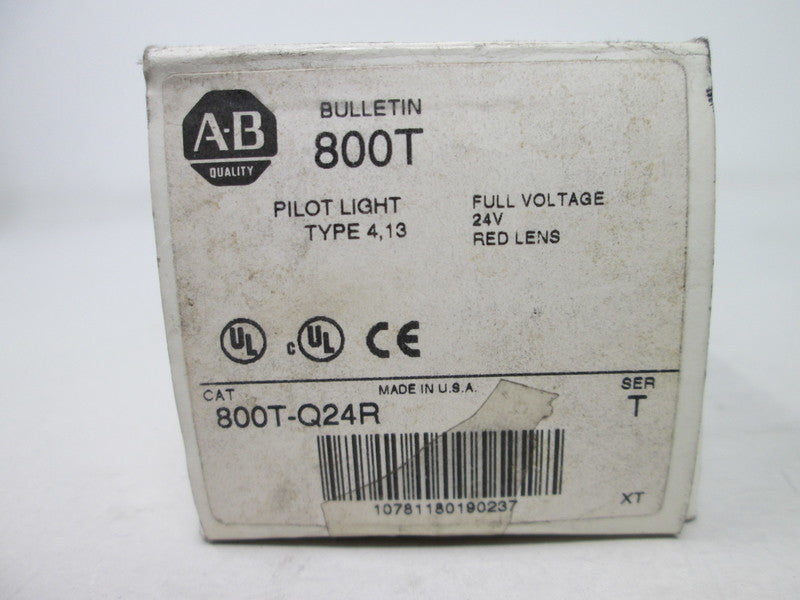 A-B
QUALITY
BULLETIN
800T
PILOT LIGHT
TYPE 4,13
FULL VOLTAGE
24V
RED LENS
UL
c UL
CE
CAT
800T-Q24R
MADE IN U.S.A.
SER
T
10781180190237
XT